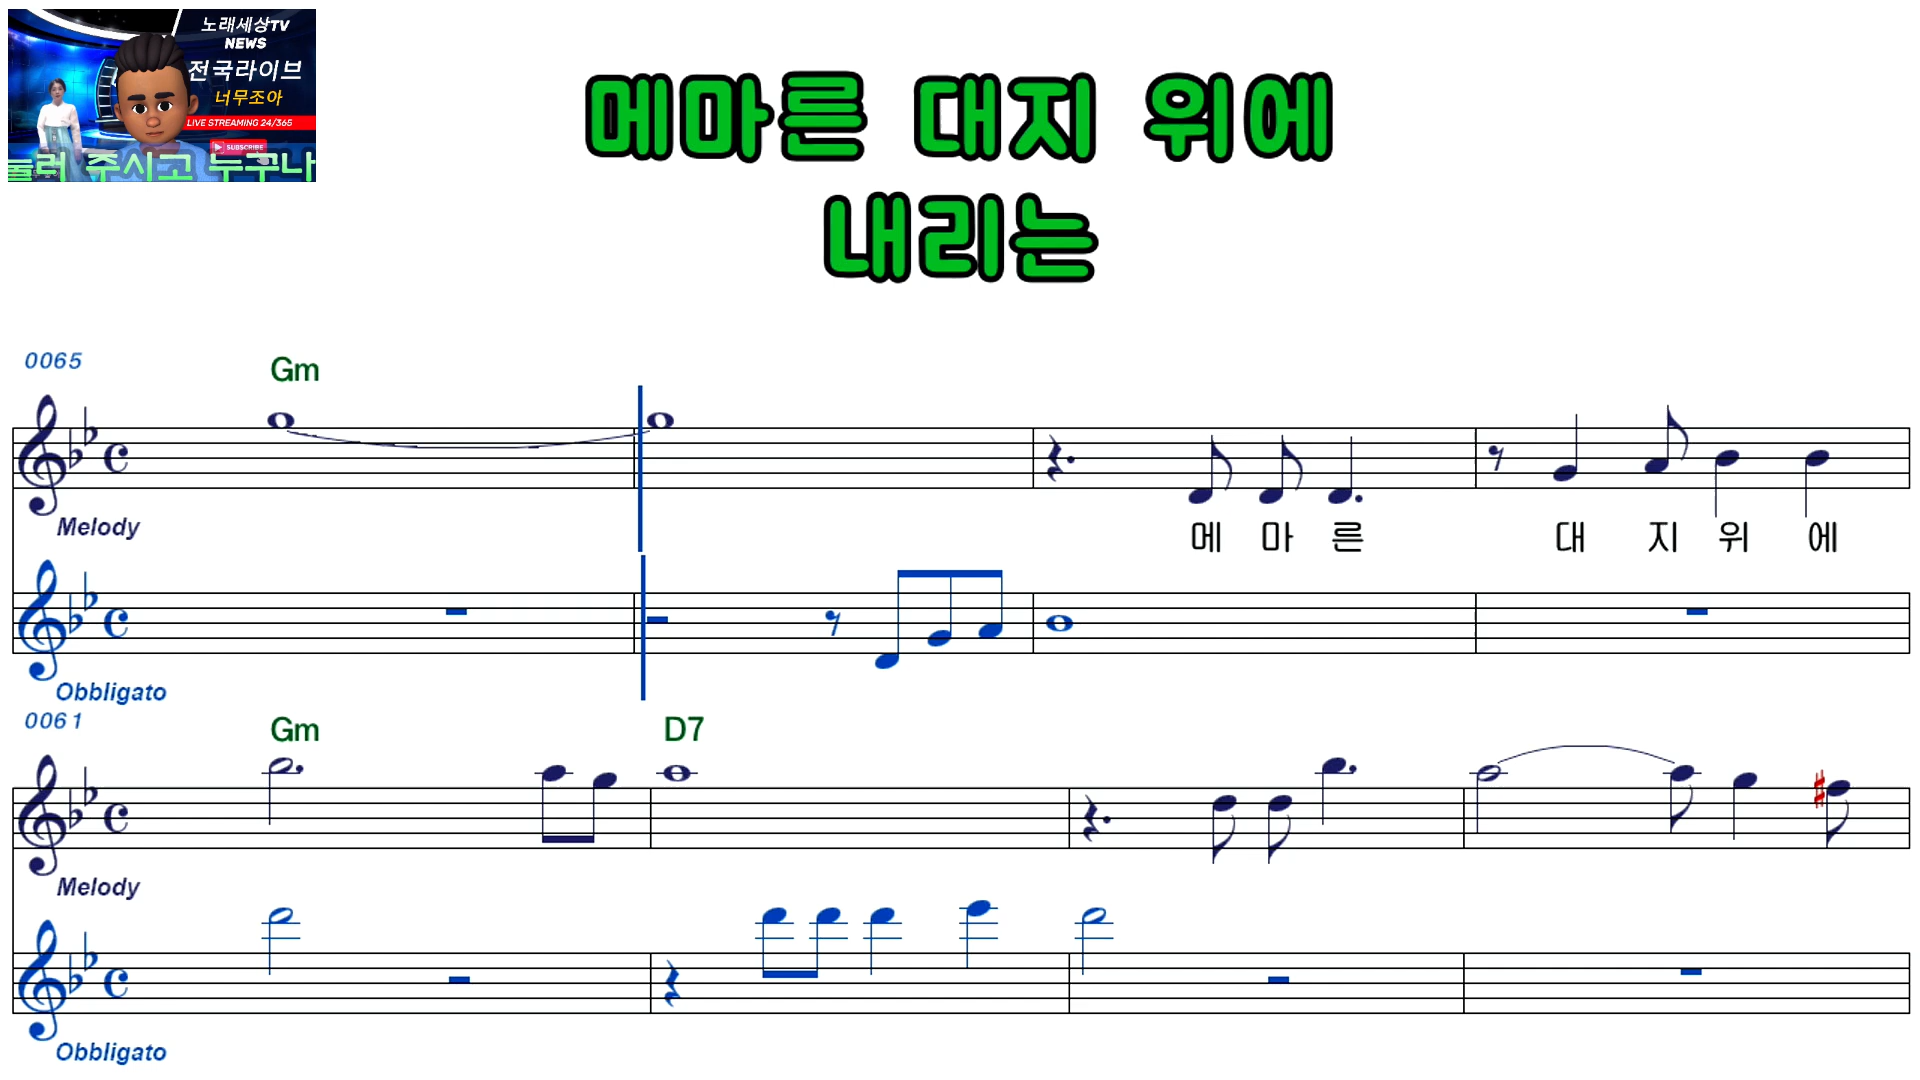 노래세상TV
NEWS
전국라이브
너무조아
LIVE STREAMING 24/365
SUBSCRIBE
눌러 주시고 누구나
메마른 대지 위에
내리는
0065
Gm
Melody
메 마 른 대 지 위 에
Obbligato
0061
Gm D7
Melody
Obbligato